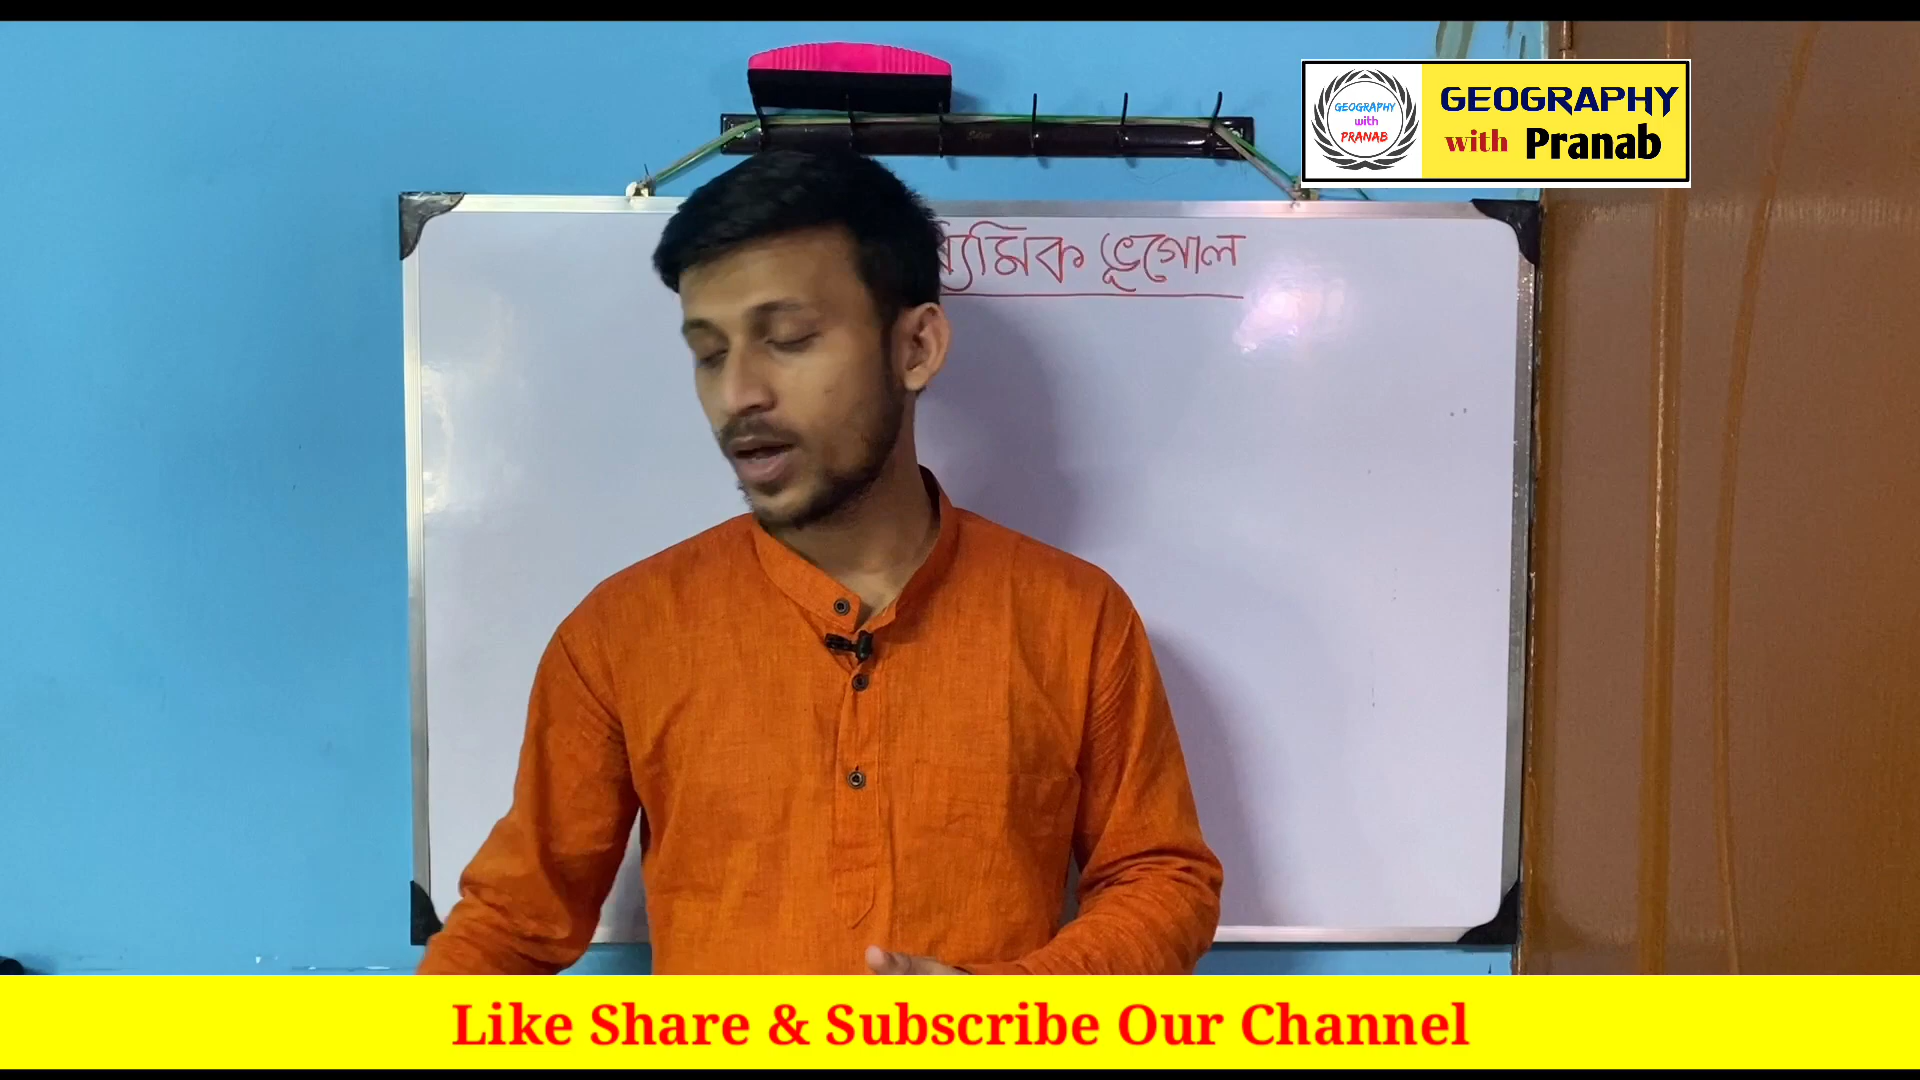 GEOGRAPHY
with
PRANAB
GEOGRAPHY
with Pranab
ভূগোল
Like Share & Subscribe Our Channel